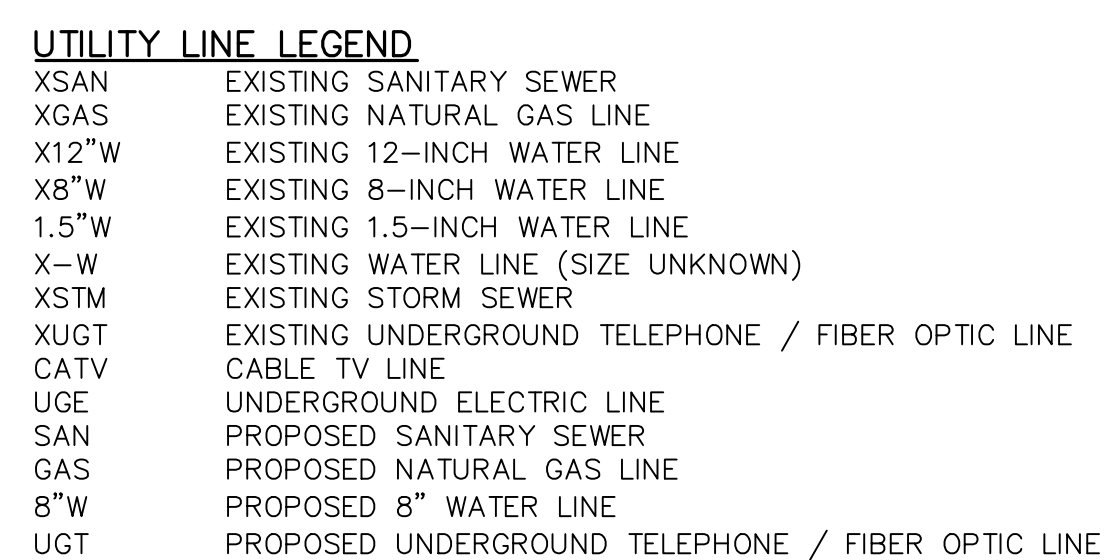 UTILITY LINE LEGEND
XSAN EXISTING SANITARY SEWER
XGAS EXISTING NATURAL GAS LINE
X12”W EXISTING 12–INCH WATER LINE
X8”W EXISTING 8–INCH WATER LINE
1.5”W EXISTING 1.5–INCH WATER LINE
X–W EXISTING WATER LINE (SIZE UNKNOWN)
XSTM EXISTING STORM SEWER
XUGT EXISTING UNDERGROUND TELEPHONE / FIBER OPTIC LINE
CATV CABLE TV LINE
UGE UNDERGROUND ELECTRIC LINE
SAN PROPOSED SANITARY SEWER
GAS PROPOSED NATURAL GAS LINE
8”W PROPOSED 8” WATER LINE
UGT PROPOSED UNDERGROUND TELEPHONE / FIBER OPTIC LINE